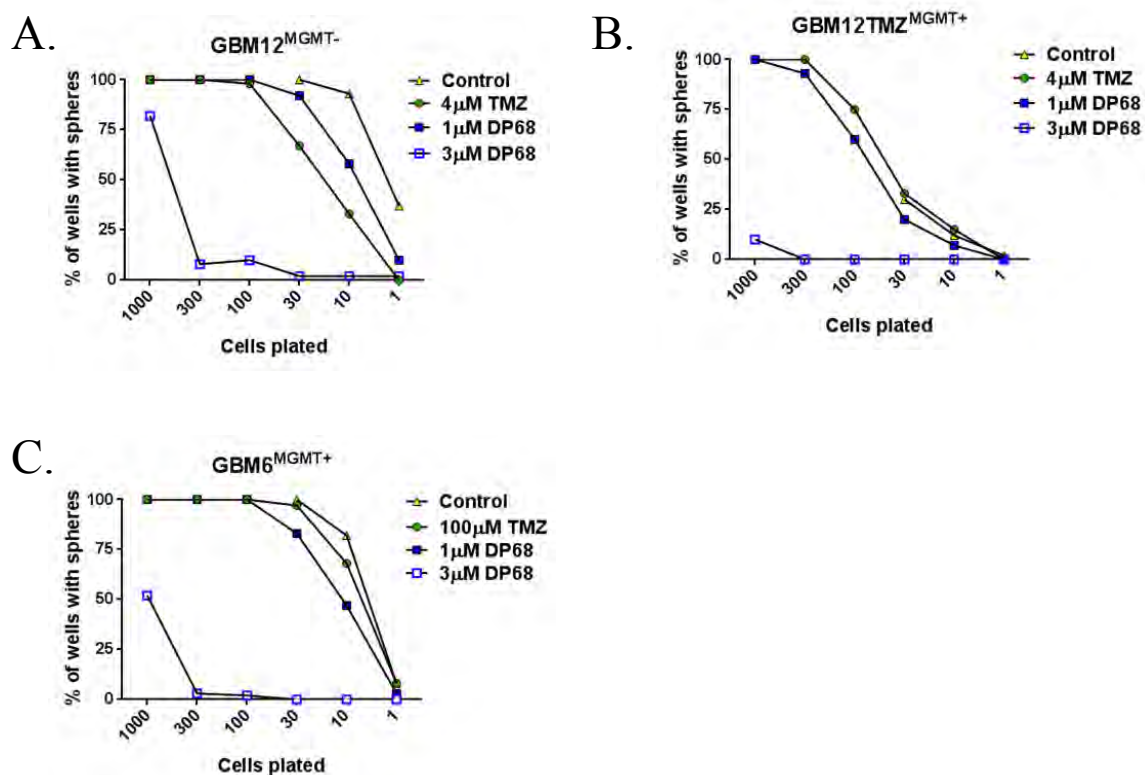 A.
GBM12MGMT-
% of wells with spheres
100
75
50
25
0
1000
300
100
30
10
1
Cells plated
Control
4µM TMZ
1µM DP68
3µM DP68
B.
GBM12TMZMGMT+
% of wells with spheres
100
75
50
25
0
1000
300
100
30
10
1
Cells plated
Control
4µM TMZ
1µM DP68
3µM DP68
C.
GBM6MGMT+
% of wells with spheres
100
75
50
25
0
1000
300
100
30
10
1
Cells plated
Control
100µM TMZ
1µM DP68
3µM DP68